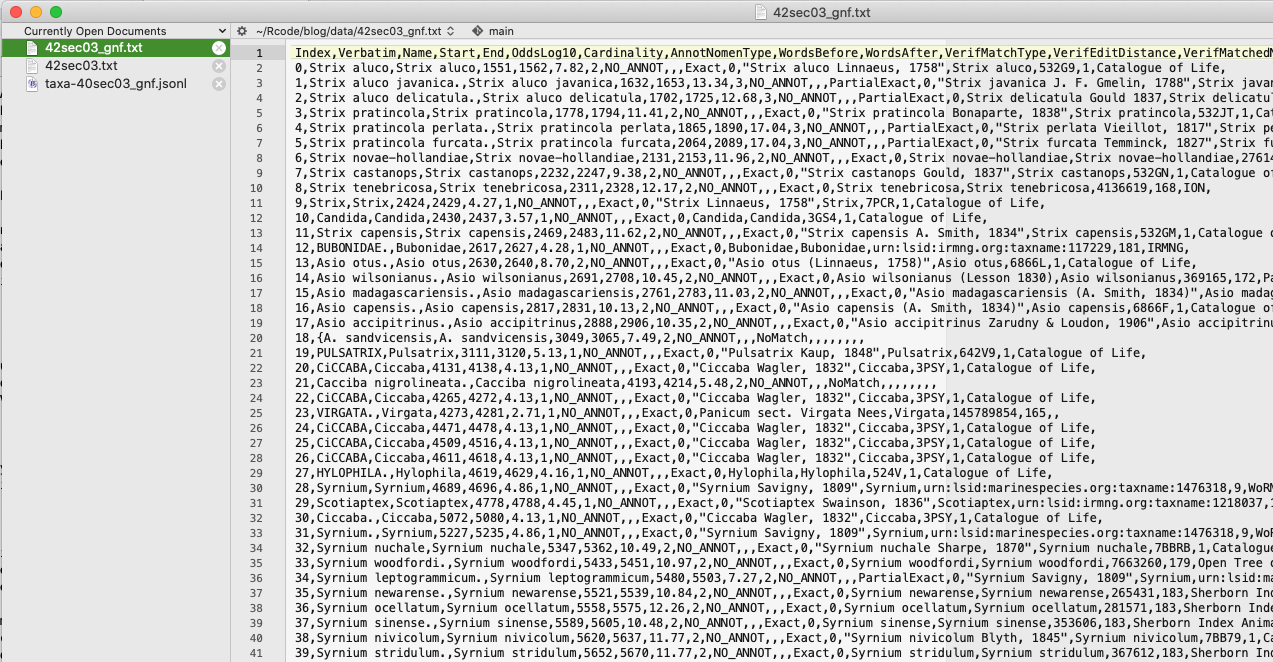 42sec03_gnf.txt
Currently Open Documents
~/Rcode/blog/data/42sec03_gnf.txt
main
42sec03_gnf.txt
42sec03.txt
taxa-40sec03_gnf.jsonl
1 Index,Verbatim,Name,Start,End,OddsLog10,Cardinality,AnnotNomenType,WordsBefore,WordsAfter,VerifMatchType,VerifEditDistance,VerifMatchedN
2 0,Strix aluco,Strix aluco,1551,1562,7.82,2,NO_ANNOT,,,Exact,0,"Strix aluco Linnaeus, 1758",Strix aluco,532G9,1,Catalogue of Life,
3 1,Strix aluco javanica.,Strix aluco javanica,1632,1653,13.34,3,NO_ANNOT,,,PartialExact,0,"Strix javanica J. F. Gmelin, 1788",Strix javan
4 2,Strix aluco delicatula.,Strix aluco delicatula,1702,1725,12.68,3,NO_ANNOT,,,PartialExact,0,Strix delicatula Gould 1837,Strix delicatul
5 3,Strix pratincola,Strix pratincola,1778,1794,11.41,2,NO_ANNOT,,,Exact,0,"Strix pratincola Bonaparte, 1838",Strix pratincola,532JT,1,Cat
6 4,Strix pratincola perlata.,Strix pratincola perlata,1865,1890,17.04,3,NO_ANNOT,,,PartialExact,0,"Strix perlata Vieillot, 1817",Strix pe
7 5,Strix pratincola furcata.,Strix pratincola furcata,2064,2089,17.04,3,NO_ANNOT,,,PartialExact,0,"Strix furcata Temminck, 1827",Strix fu
8 6,Strix novae-hollandiae,Strix novae-hollandiae,2131,2153,11.96,2,NO_ANNOT,,,Exact,0,Strix novae-hollandiae,Strix novae-hollandiae,27614
9 7,Strix castanops,Strix castanops,2232,2247,9.38,2,NO_ANNOT,,,Exact,0,"Strix castanops Gould, 1837",Strix castanops,532GN,1,Catalogue of
10 8,Strix tenebricosa,Strix tenebricosa,2311,2328,12.17,2,NO_ANNOT,,,Exact,0,Strix tenebricosa,Strix tenebricosa,4136619,168,ION,
11 9,Strix,Strix,2424,2429,4.27,1,NO_ANNOT,,,Exact,0,"Strix Linnaeus, 1758",Strix,7PCR,1,Catalogue of Life,
12 10,Candida,Candida,2430,2437,3.57,1,NO_ANNOT,,,Exact,0,Candida,Candida,3GS4,1,Catalogue of Life,
13 11,Strix capensis,Strix capensis,2469,2483,11.62,2,NO_ANNOT,,,Exact,0,"Strix capensis A. Smith, 1834",Strix capensis,532GM,1,Catalogue o
14 12,BUBONIDAE.,Bubonidae,2617,2627,4.28,1,NO_ANNOT,,,Exact,0,Bubonidae,Bubonidae,urn:lsid:irmng.org:taxname:117229,181,IRMNG,
15 13,Asio otus.,Asio otus,2630,2640,8.70,2,NO_ANNOT,,,Exact,0,"Asio otus (Linnaeus, 1758)",Asio otus,6866L,1,Catalogue of Life,
16 14,Asio wilsonianus.,Asio wilsonianus,2691,2708,10.45,2,NO_ANNOT,,,Exact,0,Asio wilsonianus (Lesson 1830),Asio wilsonianus,369165,172,Pa
17 15,Asio madagascariensis.,Asio madagascariensis,2761,2783,11.03,2,NO_ANNOT,,,Exact,0,"Asio madagascariensis (A. Smith, 1834)",Asio madag
18 16,Asio capensis.,Asio capensis,2817,2831,10.13,2,NO_ANNOT,,,Exact,0,"Asio capensis (A. Smith, 1834)",Asio capensis,6866F,1,Catalogue of
19 17,Asio accipitrinus.,Asio accipitrinus,2888,2906,10.35,2,NO_ANNOT,,,Exact,0,"Asio accipitrinus Zarudny & Loudon, 1906",Asio accipitrinu
20 18,{A. sandvicensis,A. sandvicensis,3049,3065,7.49,2,NO_ANNOT,,,NoMatch,,,,,,,,
21 19,PULSATRIX,Pulsatrix,3111,3120,5.13,1,NO_ANNOT,,,Exact,0,"Pulsatrix Kaup, 1848",Pulsatrix,642V9,1,Catalogue of Life,
22 20,CiCCABA,Ciccaba,4131,4138,4.13,1,NO_ANNOT,,,Exact,0,"Ciccaba Wagler, 1832",Ciccaba,3PSY,1,Catalogue of Life,
23 21,Cacciba nigrolineata.,Cacciba nigrolineata,4193,4214,5.48,2,NO_ANNOT,,,NoMatch,,,,,,,,
24 22,CiCCABA,Ciccaba,4265,4272,4.13,1,NO_ANNOT,,,Exact,0,"Ciccaba Wagler, 1832",Ciccaba,3PSY,1,Catalogue of Life,
25 23,VIRGATA.,Virgata,4273,4281,2.71,1,NO_ANNOT,,,Exact,0,Panicum sect. Virgata Nees,Virgata,145789854,165,,
26 24,CiCCABA,Ciccaba,4471,4478,4.13,1,NO_ANNOT,,,Exact,0,"Ciccaba Wagler, 1832",Ciccaba,3PSY,1,Catalogue of Life,
27 25,CiCCABA,Ciccaba,4509,4516,4.13,1,NO_ANNOT,,,Exact,0,"Ciccaba Wagler, 1832",Ciccaba,3PSY,1,Catalogue of Life,
28 26,CiCCABA,Ciccaba,4611,4618,4.13,1,NO_ANNOT,,,Exact,0,"Ciccaba Wagler, 1832",Ciccaba,3PSY,1,Catalogue of Life,
29 27,HYLOPHILA.,Hylophila,4619,4629,4.16,1,NO_ANNOT,,,Exact,0,Hylophila,Hylophila,524V,1,Catalogue of Life,
30 28,Syrnium,Syrnium,4689,4696,4.86,1,NO_ANNOT,,,Exact,0,"Syrnium Savigny, 1809",Syrnium,urn:lsid:marinespecies.org:taxname:1476318,9,WoRM
31 29,Scotiaptex,Scotiaptex,4778,4788,4.45,1,NO_ANNOT,,,Exact,0,"Scotiaptex Swainson, 1836",Scotiaptex,urn:lsid:irmng.org:taxname:1218037,1
32 30,Ciccaba.,Ciccaba,5072,5080,4.13,1,NO_ANNOT,,,Exact,0,"Ciccaba Wagler, 1832",Ciccaba,3PSY,1,Catalogue of Life,
33 31,Syrnium.,Syrnium,5227,5235,4.86,1,NO_ANNOT,,,Exact,0,"Syrnium Savigny, 1809",Syrnium,urn:lsid:marinespecies.org:taxname:1476318,9,WoR
34 32,Syrnium nuchale,Syrnium nuchale,5347,5362,10.49,2,NO_ANNOT,,,Exact,0,"Syrnium nuchale Sharpe, 1870",Syrnium nuchale,7BBRB,1,Catalogue
35 33,Syrnium woodfordi.,Syrnium woodfordi,5433,5451,10.97,2,NO_ANNOT,,,Exact,0,Syrnium woodfordi,Syrnium woodfordi,7663260,179,Open Tree o
36 34,Syrnium leptogrammicum.,Syrnium leptogrammicum,5480,5503,7.27,2,NO_ANNOT,,,PartialExact,0,"Syrnium Savigny, 1809",Syrnium,urn:lsid:ma
37 35,Syrnium newarense.,Syrnium newarense,5521,5539,10.84,2,NO_ANNOT,,,Exact,0,Syrnium newarense,Syrnium newarense,265431,183,Sherborn Ind
38 36,Syrnium ocellatum,Syrnium ocellatum,5558,5575,12.26,2,NO_ANNOT,,,Exact,0,Syrnium ocellatum,Syrnium ocellatum,281571,183,Sherborn Inde
39 37,Syrnium sinense.,Syrnium sinense,5589,5605,10.48,2,NO_ANNOT,,,Exact,0,Syrnium sinense,Syrnium sinense,353606,183,Sherborn Index Anima
40 38,Syrnium nivicolum,Syrnium nivicolum,5620,5637,11.77,2,NO_ANNOT,,,Exact,0,"Syrnium nivicolum Blyth, 1845",Syrnium nivicolum,7BB79,1,Ca
41 39,Syrnium stridulum.,Syrnium stridulum,5652,5670,11.77,2,NO_ANNOT,,,Exact,0,Syrnium stridulum,Syrnium stridulum,367612,183,Sherborn Ind